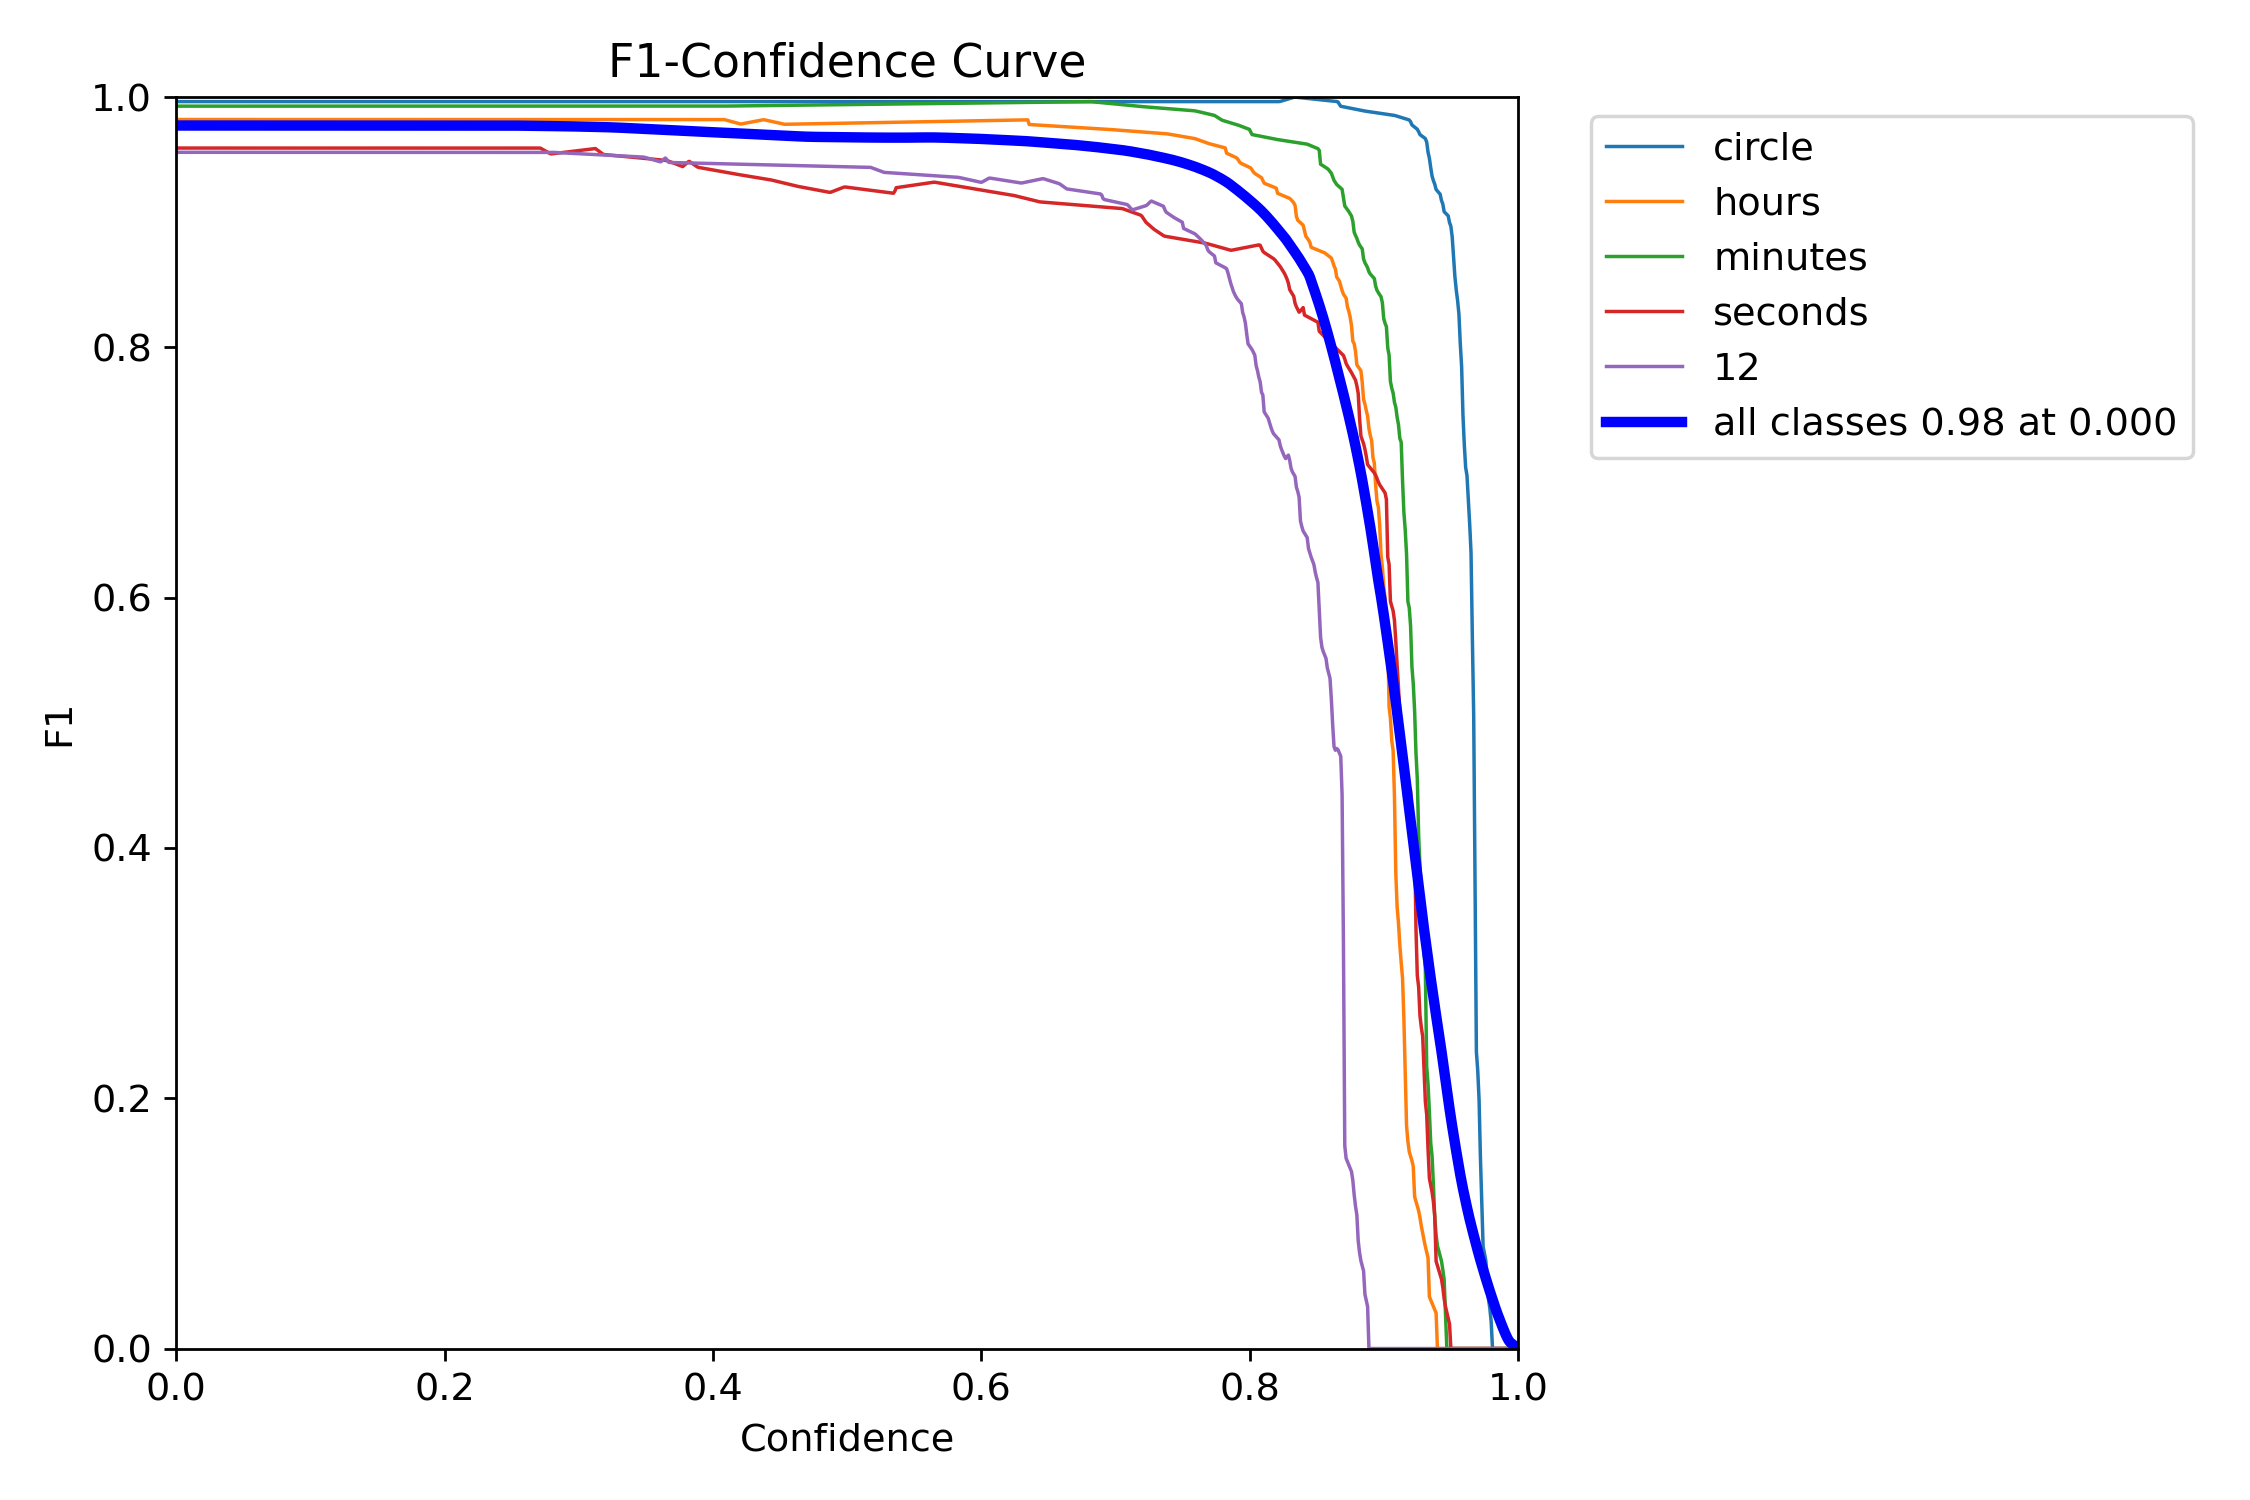 F1-Confidence Curve
1.0
0.8
0.6
0.4
0.2
0.0
F1
0.0 0.2 0.4 0.6 0.8 1.0
Confidence
circle
hours
minutes
seconds
12
all classes 0.98 at 0.000